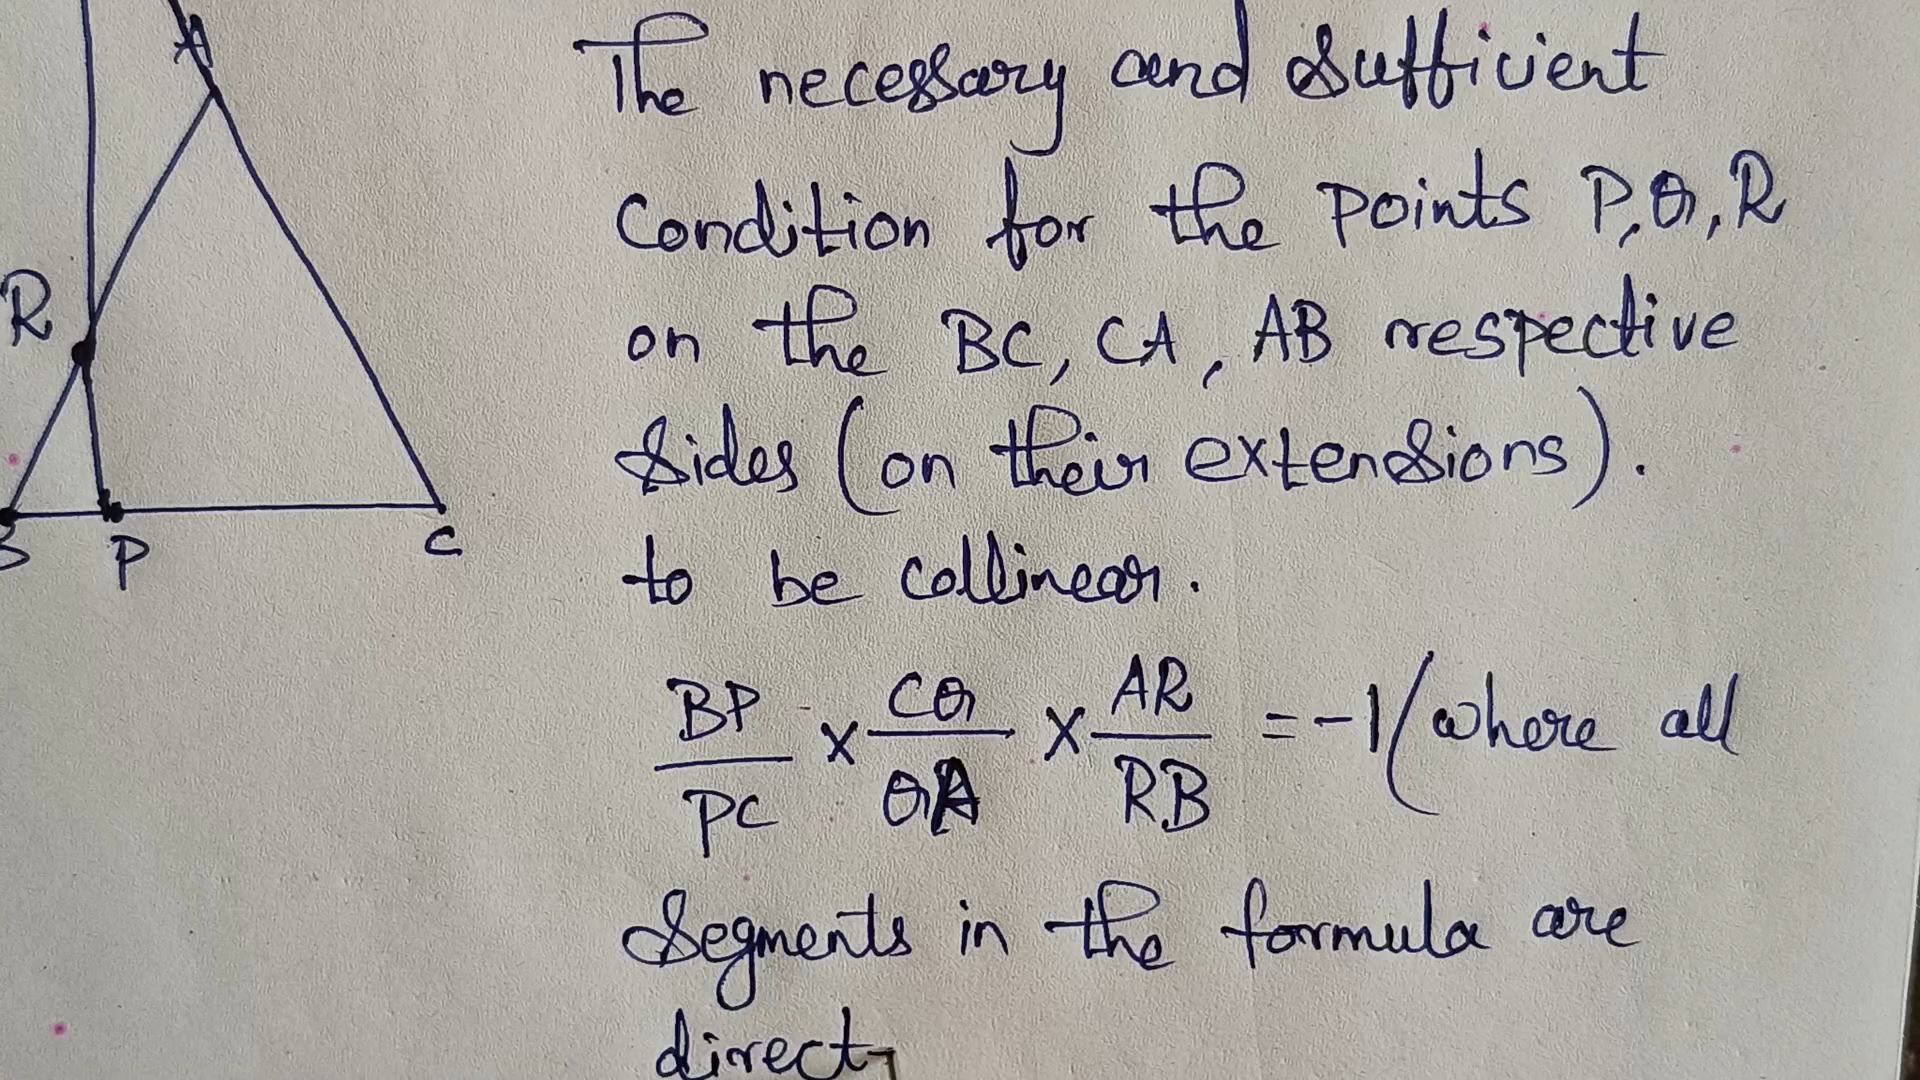 A
R
B
P
C
The necessary and sufficient
Condition for the points P,Q,R
on the BC, CA, AB respective
sides (on their extensions).
to be collinear.
BP/PC × CQ/QA × AR/RB = -1 (where all
Segments in the formula are
direct